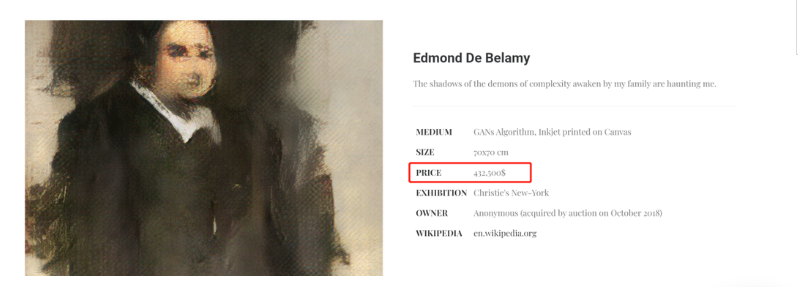 Edmond De Belamy
The shadows of the demons of complexity awaken by my family are haunting me.
MEDIUM GANs Algorithm, Inkjet printed on Canvas
SIZE 70x70 cm
PRICE 432.500$
EXHIBITION Christie's New-York
OWNER Anonymous (acquired by auction on October 2018)
WIKIPEDIA en.wikipedia.org